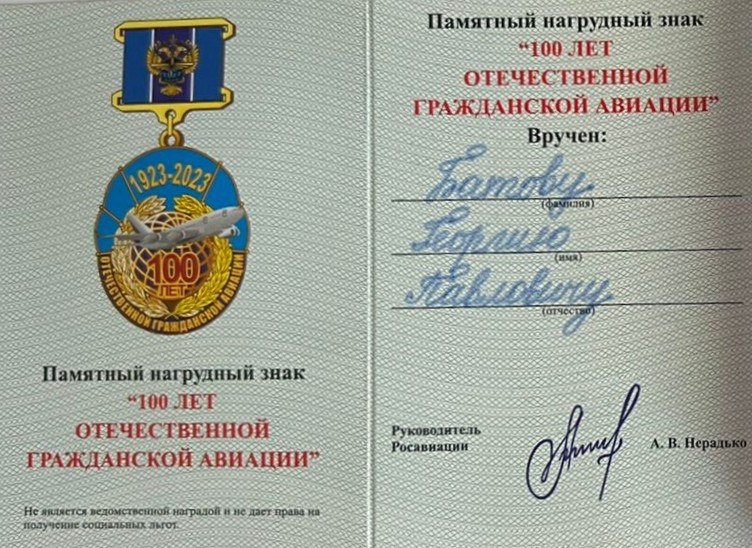 1923-2023
100
ЛЕТ
ОТЕЧЕСТВЕННОЙ ГРАЖДАНСКОЙ АВИАЦИИ
Памятный нагрудный знак
“100 ЛЕТ
ОТЕЧЕСТВЕННОЙ
ГРАЖДАНСКОЙ АВИАЦИИ”
Не является ведомственной наградой и не дает права на
получение социальных льгот.
Памятный нагрудный знак
“100 ЛЕТ
ОТЕЧЕСТВЕННОЙ
ГРАЖДАНСКОЙ АВИАЦИИ”
Вручен:
Батову
(фамилия)
Георгию
(имя)
Павловичу
(отчество)
Руководитель
Росавиации
А. В. Нерадько